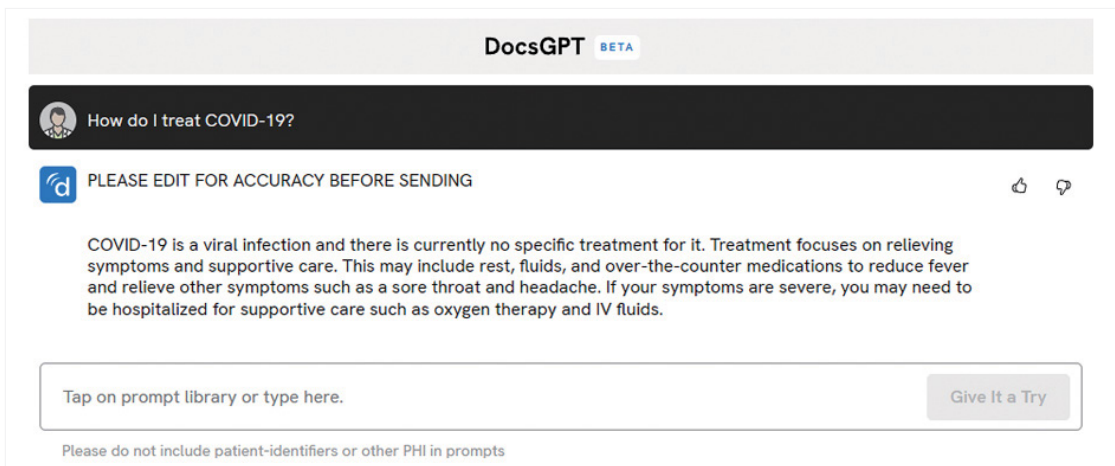 DocsGPT BETA
How do I treat COVID-19?
PLEASE EDIT FOR ACCURACY BEFORE SENDING
COVID-19 is a viral infection and there is currently no specific treatment for it. Treatment focuses on relieving
symptoms and supportive care. This may include rest, fluids, and over-the-counter medications to reduce fever
and relieve other symptoms such as a sore throat and headache. If your symptoms are severe, you may need to
be hospitalized for supportive care such as oxygen therapy and IV fluids.
Tap on prompt library or type here.
Give It a Try
Please do not include patient-identifiers or other PHI in prompts